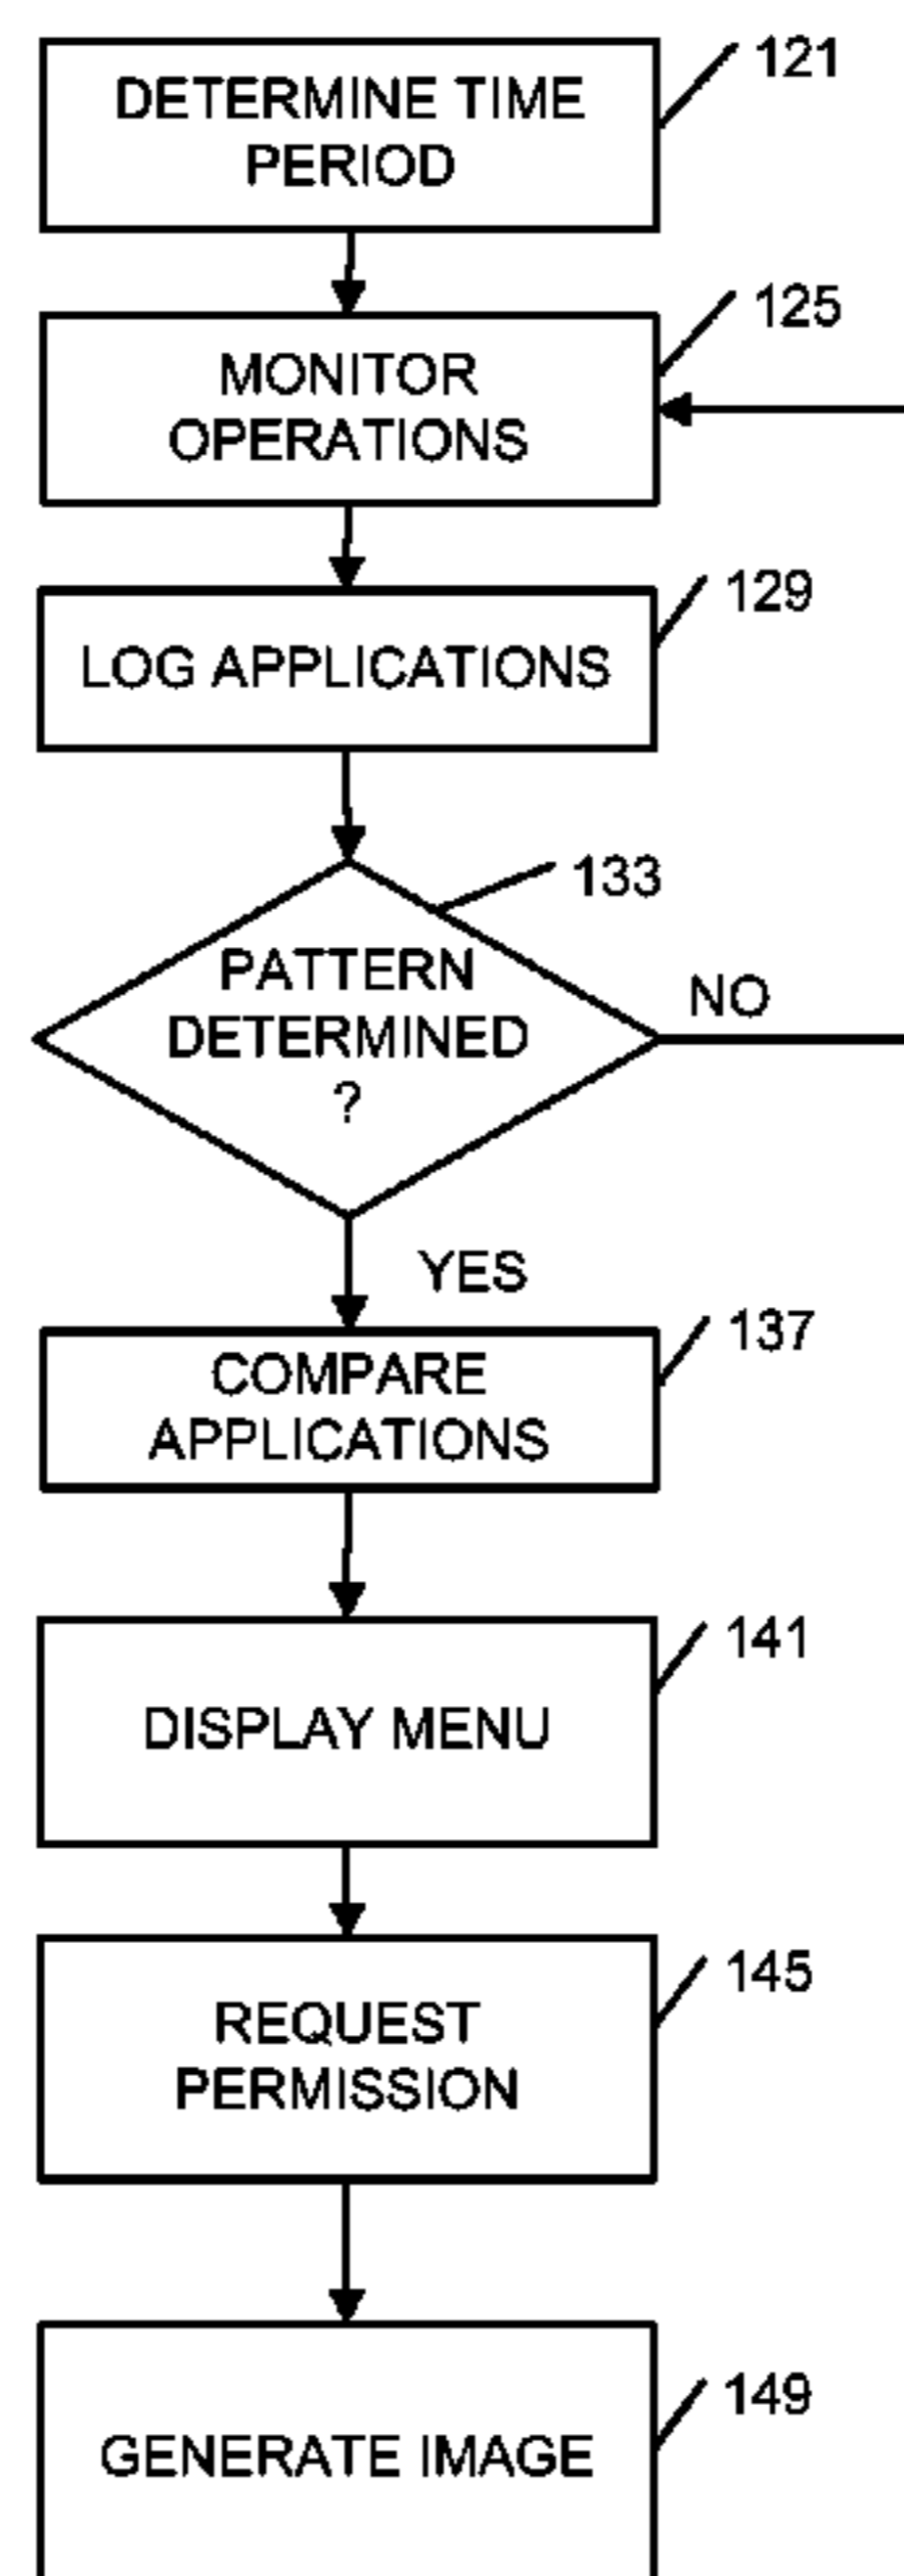 DETERMINE TIME
PERIOD
121
MONITOR
OPERATIONS
125
LOG APPLICATIONS
129
PATTERN
DETERMINED
?
133
NO
YES
COMPARE
APPLICATIONS
137
DISPLAY MENU
141
REQUEST
PERMISSION
145
GENERATE IMAGE
149